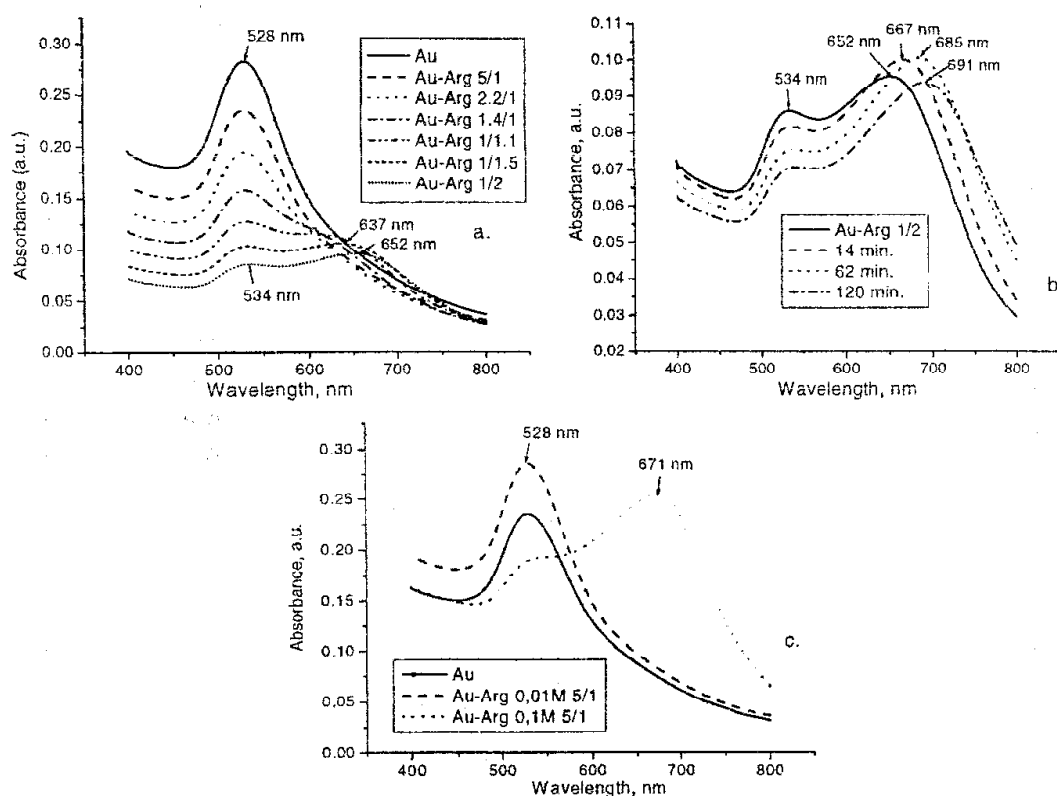 528 nm
Au
Au-Arg 5/1
Au-Arg 2.2/1
Au-Arg 1.4/1
Au-Arg 1/1.1
Au-Arg 1/1.5
Au-Arg 1/2
637 nm
652 nm
534 nm
a.
0.30
0.25
0.20
0.15
0.10
0.05
0.00
Absorbance (a.u.)
400 500 600 700 800
Wavelength, nm
652 nm
667 nm
685 nm
691 nm
534 nm
Au-Arg 1/2
14 min.
62 min.
120 min.
b
0.11
0.10
0.09
0.08
0.07
0.06
0.05
0.04
0.03
0.02
Absorbance, a.u.
400 500 600 700 800
Wavelength, nm
528 nm
671 nm
c.
Au
Au-Arg 0,01M 5/1
Au-Arg 0,1M 5/1
0.30
0.25
0.20
0.15
0.10
0.05
0.00
Absorbance, a.u.
400 500 600 700 800
Wavelength, nm